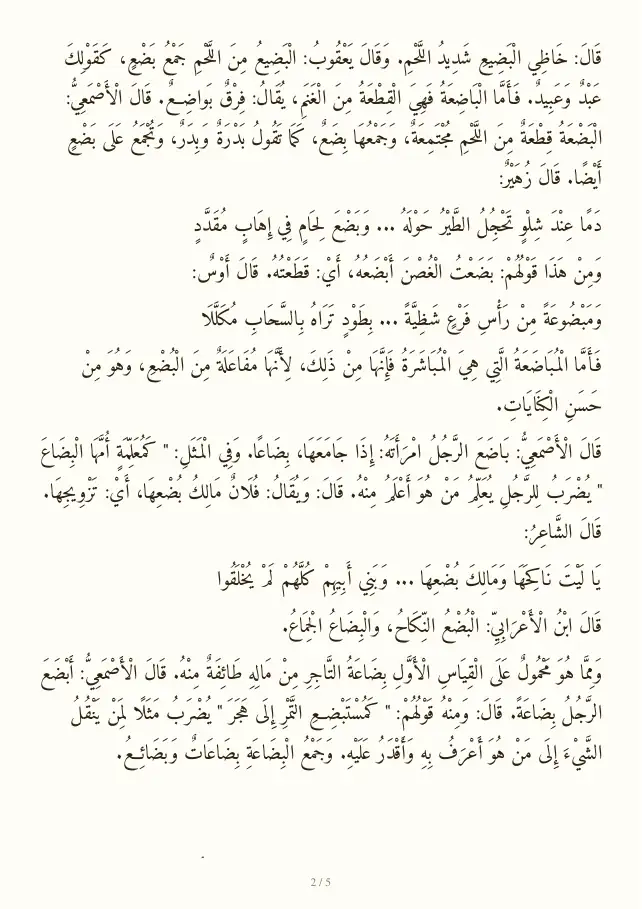 قَالَ: خَاظِي الْبَضِيعِ شَدِيدُ اللَّحْمِ. وَقَالَ يَعْقُوبُ: الْبَضِيعُ مِنَ اللَّحْمِ جَمْعُ بَضْعٍ، كَقَوْلِكَ
عَبْدٌ وَعَبِيدٌ. فَأَمَّا الْبَاضِعَةُ فَهِيَ الْقِطْعَةُ مِنَ الْغَنَمِ، يُقَالُ: فِرْقٌ بَوَاضِعٌ. قَالَ الْأَصْمَعِيُّ:
الْبَضْعَةُ قِطْعَةٌ مِنَ اللَّحْمِ مُجْتَمِعَةٌ، وَجَمْعُهَا بِضَعٌ، كَمَا تَقُولُ بَدْرَةٌ وَبِدَرٌ، وَتُجْمَعُ عَلَى بَضْعٍ
أَيْضًا. قَالَ زُهَيْرٌ:
دَمًا عِنْدَ شِلْوٍ تَحْجُلُ الطَّيْرُ حَوْلَهُ ... وَبَضْعَ لِحَامٍ فِي إِهَابٍ مُقَدَّدٍ
وَمِنْ هَذَا قَوْلُهُمْ: بَضَعْتُ الْغُصْنَ أَبْضَعُهُ، أَيْ: قَطَعْتُهُ. قَالَ أَوْسٌ:
وَمَبْضُوعَةً مِنْ رَأْسِ فَرْعٍ شَظِيَّةً ... بِطَوْدٍ تَرَاهُ بِالسَّحَابِ مُكَلَّلَا
فَأَمَّا الْمُبَاضَعَةُ الَّتِي هِيَ الْمُبَاشَرَةُ فَإِنَّهَا مِنْ ذَلِكَ، لِأَنَّهَا مُفَاعَلَةٌ مِنَ الْبُضْعِ، وَهُوَ مِنْ
حَسَنِ الْكِنَايَاتِ.
قَالَ الْأَصْمَعِيُّ: بَاضَعَ الرَّجُلُ امْرَأَتَهُ: إِذَا جَامَعَهَا، بِضَاعًا. وَفِي الْمَثَلِ: " كَمُعَلِّمَةٍ أُمَّهَا الْبِضَاعَ
" يُضْرَبُ لِلرَّجُلِ يُعَلِّمُ مَنْ هُوَ أَعْلَمُ مِنْهُ. قَالَ: وَيُقَالُ: فُلَانٌ مَالِكُ بُضْعِهَا، أَيْ: تَزْوِيجِهَا.
قَالَ الشَّاعِرُ:
يَا لَيْتَ نَاكِحَهَا وَمَالِكَ بُضْعِهَا ... وَبَنِي أَبِيهِمْ كُلَّهُمْ لَمْ يُخْلَقُوا
قَالَ ابْنُ الْأَعْرَابِيِّ: الْبُضْعُ النِّكَاحُ، وَالْبِضَاعُ الْجِمَاعُ.
وَمِمَّا هُوَ مَحْمُولٌ عَلَى الْقِيَاسِ الْأَوَّلِ بِضَاعَةُ التَّاجِرِ مِنْ مَالِهِ طَائِفَةٌ مِنْهُ. قَالَ الْأَصْمَعِيُّ: أَبْضَعَ
الرَّجُلُ بِضَاعَةً. قَالَ: وَمِنْهُ قَوْلُهُمْ: " كَمُسْتَبْضِعِ التَّمْرِ إِلَى هَجَرَ " يُضْرَبُ مَثَلًا لِمَنْ يَنْقُلُ
الشَّيْءَ إِلَى مَنْ هُوَ أَعْرَفُ بِهِ وَأَقْدَرُ عَلَيْهِ. وَجَمْعُ الْبِضَاعَةِ بِضَاعَاتٌ وَبَضَائِعُ.
2 / 5